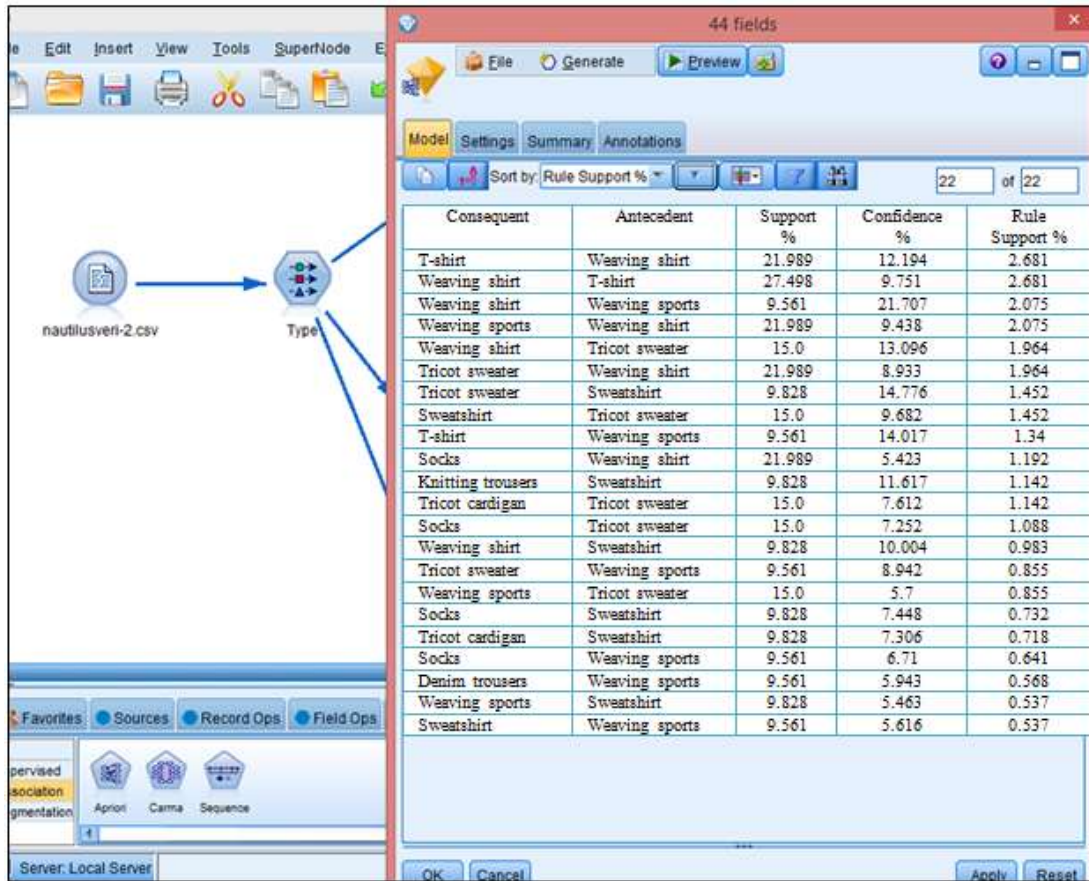 44 fields
Edit Insert View Tools SuperNode
File Generate Preview
Model Settings Summary Annotations
Sort by: Rule Support % 22 of 22
Consequent Antecedent Support % Confidence % Rule Support %
T-shirt Weaving shirt 21.989 12.194 2.681
Weaving shirt T-shirt 27.498 9.751 2.681
Weaving shirt Weaving sports 9.561 21.707 2.075
Weaving sports Weaving shirt 21.989 9.438 2.075
Weaving shirt Tricot sweater 15.0 13.096 1.964
Tricot sweater Weaving shirt 21.989 8.933 1.964
Tricot sweater Sweatshirt 9.828 14.776 1.452
Sweatshirt Tricot sweater 15.0 9.682 1.452
T-shirt Weaving sports 9.561 14.017 1.34
Socks Weaving shirt 21.989 5.423 1.192
Knitting trousers Sweatshirt 9.828 11.617 1.142
Tricot cardigan Tricot sweater 15.0 7.612 1.142
Socks Tricot sweater 15.0 7.252 1.088
Weaving shirt Sweatshirt 9.828 10.004 0.983
Tricot sweater Weaving sports 9.561 8.942 0.855
Weaving sports Tricot sweater 15.0 5.7 0.855
Socks Sweatshirt 9.828 7.448 0.732
Tricot cardigan Sweatshirt 9.828 7.306 0.718
Socks Weaving sports 9.561 6.71 0.641
Denim trousers Weaving sports 9.561 5.943 0.568
Weaving sports Sweatshirt 9.828 5.463 0.537
Sweatshirt Weaving sports 9.561 5.616 0.537
nautilusveri-2.csv Type
Favorites Sources Record Ops Field Ops
pervised
sociation
gmentation
Apriori Carma Sequence
Server: Local Server
OK Cancel Apply Reset